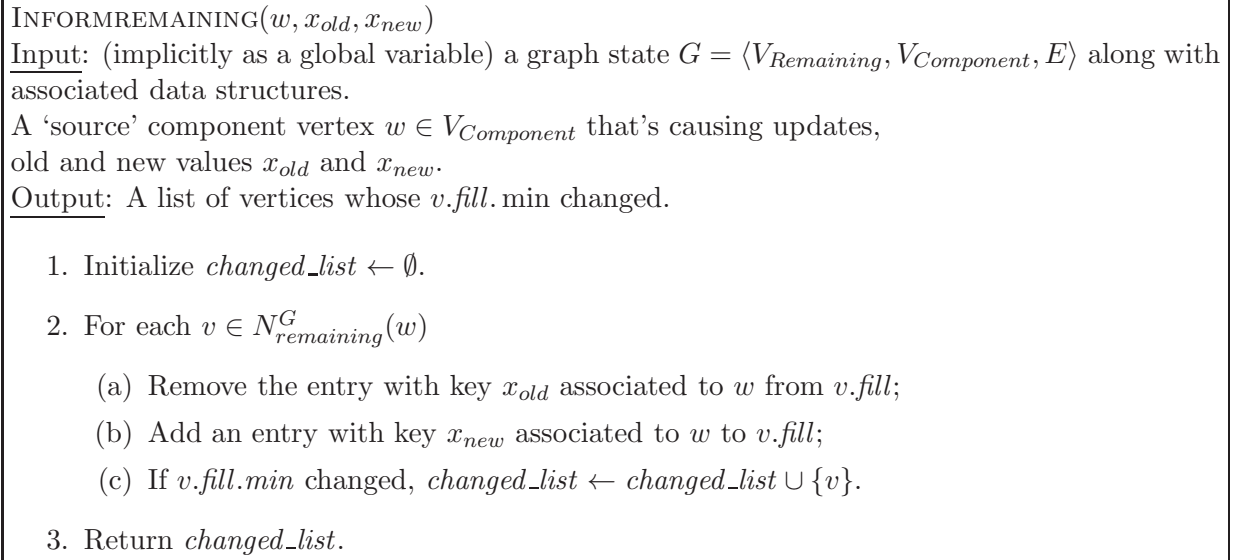 INFORMREMAINING(w, x_old, x_new)
Input: (implicitly as a global variable) a graph state G = ⟨V_Remaining, V_Component, E⟩ along with
associated data structures.
A ‘source’ component vertex w ∈ V_Component that's causing updates,
old and new values x_old and x_new.
Output: A list of vertices whose v.fill.min changed.
1. Initialize changed_list ← ∅.
2. For each v ∈ N^G_remaining(w)
(a) Remove the entry with key x_old associated to w from v.fill;
(b) Add an entry with key x_new associated to w to v.fill;
(c) If v.fill.min changed, changed_list ← changed_list ∪ {v}.
3. Return changed_list.